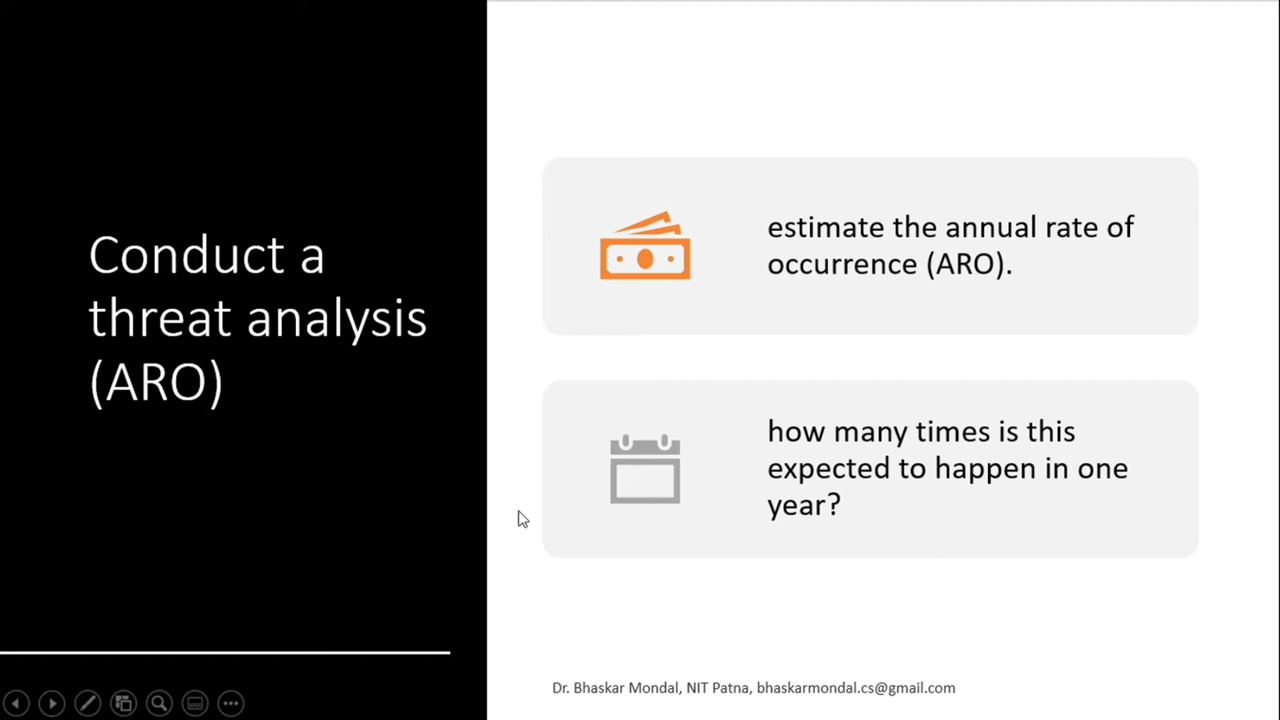 Conduct a
threat analysis
(ARO)
estimate the annual rate of
occurrence (ARO).
how many times is this
expected to happen in one
year?
Dr. Bhaskar Mondal, NIT Patna, bhaskarmondal.cs@gmail.com